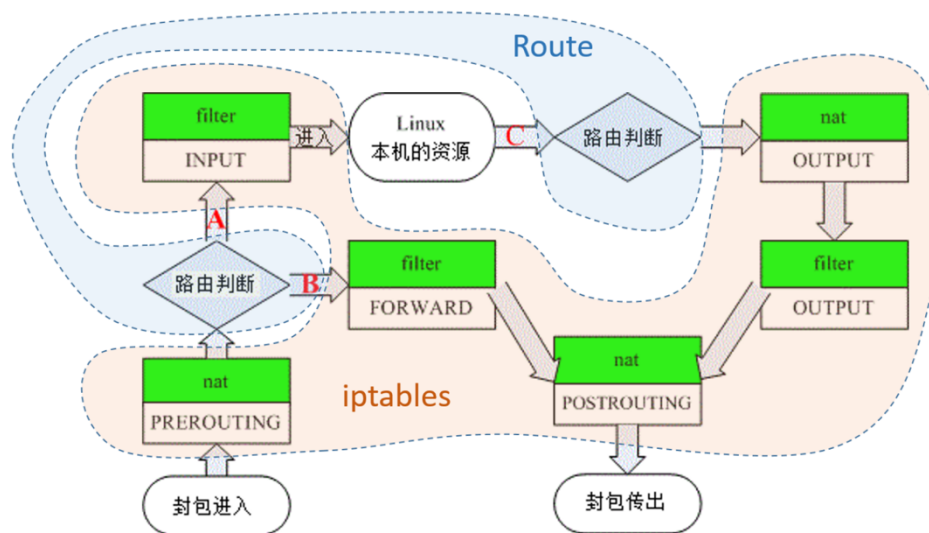 Route
filter
INPUT
进入
Linux
本机的资源
C
路由判断
nat
OUTPUT
A
路由判断
B
filter
FORWARD
filter
OUTPUT
nat
PREROUTING
iptables
nat
POSTROUTING
封包进入
封包传出